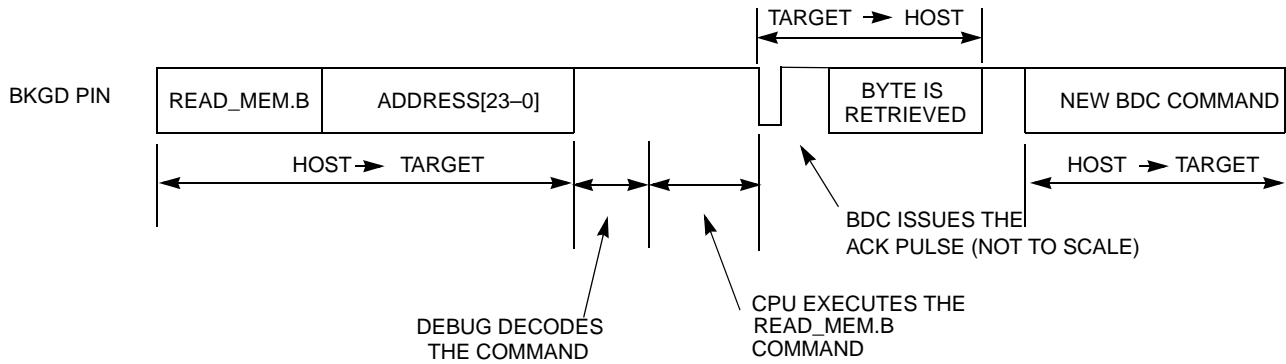 TARGET → HOST
BKGD PIN
READ_MEM.B
ADDRESS[23–0]
BYTE IS
RETRIEVED
NEW BDC COMMAND
HOST → TARGET
HOST → TARGET
BDC ISSUES THE
ACK PULSE (NOT TO SCALE)
DEBUG DECODES
THE COMMAND
CPU EXECUTES THE
READ_MEM.B
COMMAND